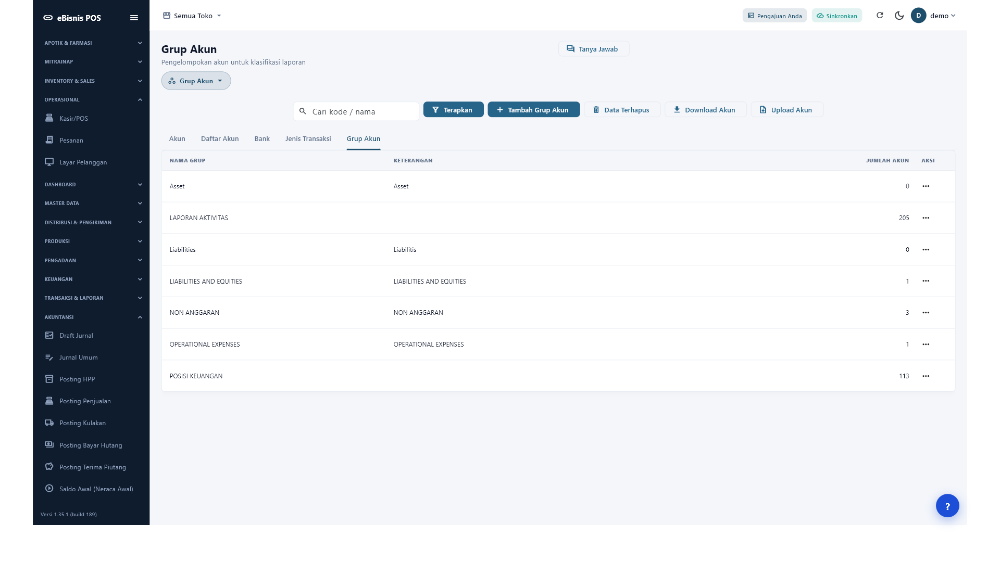 eBisnis POS
APOTIK & FARMASI
MITRAINAP
INVENTORY & SALES
OPERASIONAL
Kasir/POS
Pesanan
Layar Pelanggan
DASHBOARD
MASTER DATA
DISTRIBUSI & PENGIRIMAN
PRODUKSI
PENGADAAN
KEUANGAN
TRANSAKSI & LAPORAN
AKUNTANSI
Draft Jurnal
Jurnal Umum
Posting HPP
Posting Penjualan
Posting Kulakan
Posting Bayar Hutang
Posting Terima Piutang
Saldo Awal (Neraca Awal)
Versi 1.35.1 (build 189)
Semua Toko
Pengajuan Anda
Sinkronkan
D
demo
Grup Akun
Pengelompokan akun untuk klasifikasi laporan
Tanya Jawab
Grup Akun
Cari kode / nama
Terapkan
Tambah Grup Akun
Data Terhapus
Download Akun
Upload Akun
Akun
Daftar Akun
Bank
Jenis Transaksi
Grup Akun
NAMA GRUP KETERANGAN JUMLAH AKUN AKSI
Asset Asset 0
LAPORAN AKTIVITAS 205
Liabilities Liabilitis 0
LIABILITIES AND EQUITIES LIABILITIES AND EQUITIES 1
NON ANGGARAN NON ANGGARAN 3
OPERATIONAL EXPENSES OPERATIONAL EXPENSES 1
POSISI KEUANGAN 113
?